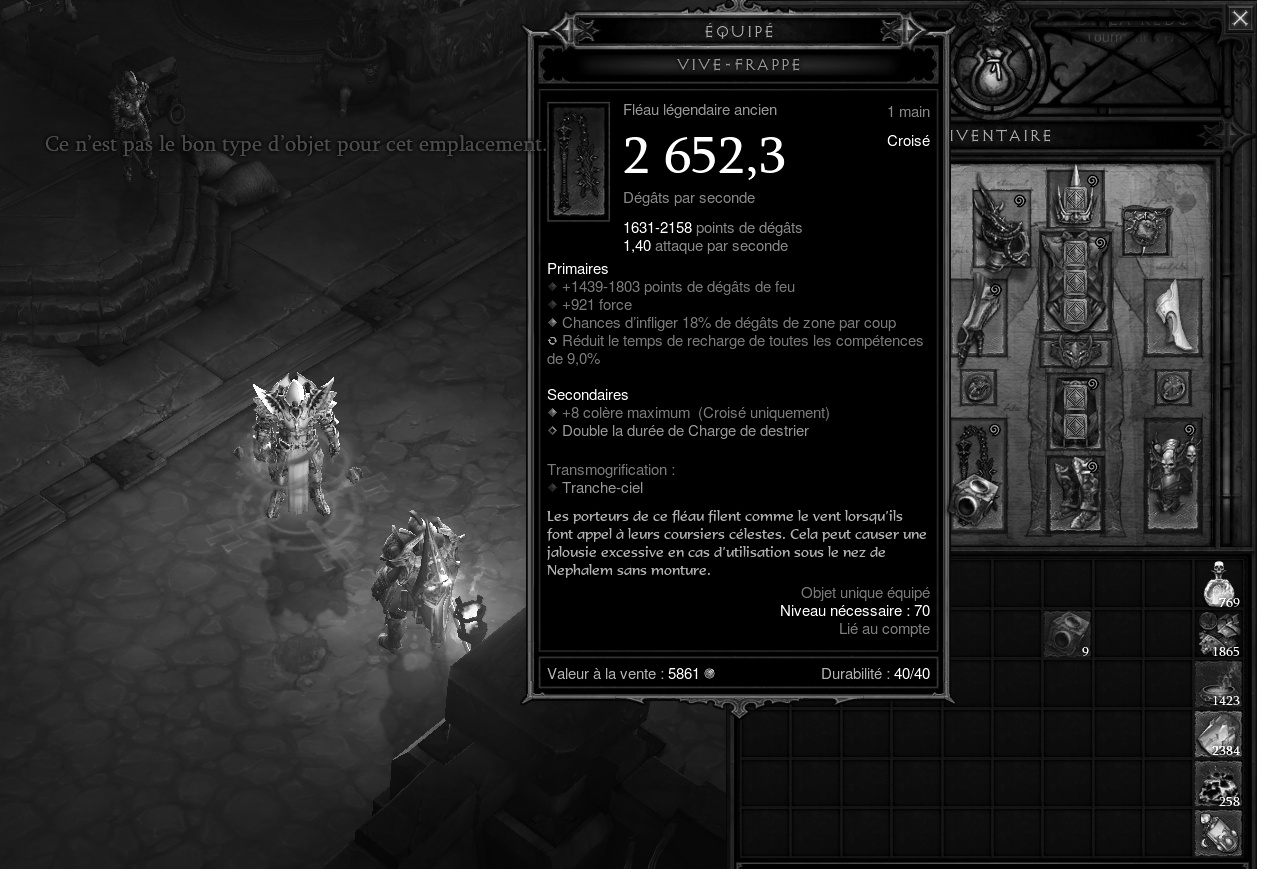 ÉQUIPÉ
VIVE-FRAPPE
Fléau légendaire ancien
1 main
2 652,3
Croisé
Dégâts par seconde
1631-2158 points de dégâts
1,40 attaque par seconde
Primaires
+1439-1803 points de dégâts de feu
+921 force
Chances d'infliger 18% de dégâts de zone par coup
Réduit le temps de recharge de toutes les compétences
de 9,0%
Secondaires
+8 colère maximum (Croisé uniquement)
Double la durée de Charge de destrier
Transmogrification :
Tranche-ciel
Les porteurs de ce fléau filent comme le vent lorsqu'ils
font appel à leurs coursiers célestes. Cela peut causer une
jalousie excessive en cas d'utilisation sous le nez de
Nephalem sans monture.
Objet unique équipé
Niveau nécessaire : 70
Lié au compte
Valeur à la vente : 5861
Durabilité : 40/40
Ce n'est pas le bon type d'objet pour cet emplacement.
IVENTAIRE
769
9
1865
1423
2384
258